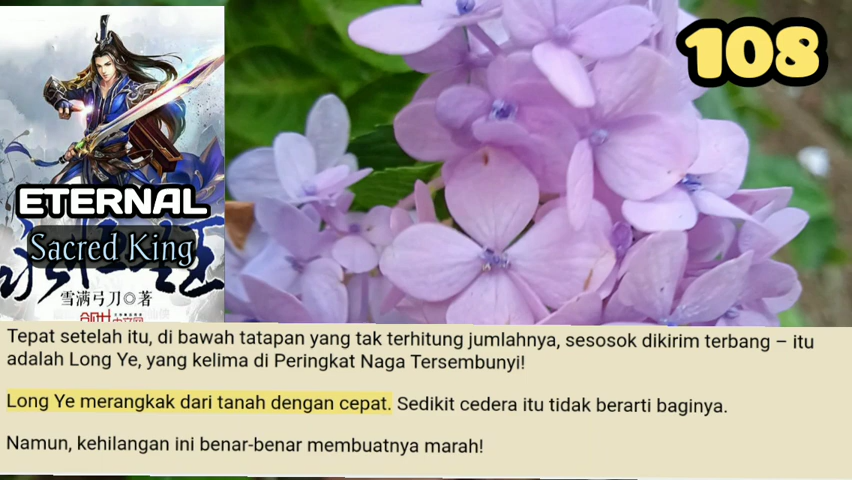 108
ETERNAL
Sacred King
雪满弓刀◎著
Tepat setelah itu, di bawah tatapan yang tak terhitung jumlahnya, sesosok dikirim terbang – itu
adalah Long Ye, yang kelima di Peringkat Naga Tersembunyi!
Long Ye merangkak dari tanah dengan cepat. Sedikit cedera itu tidak berarti baginya.
Namun, kehilangan ini benar-benar membuatnya marah!